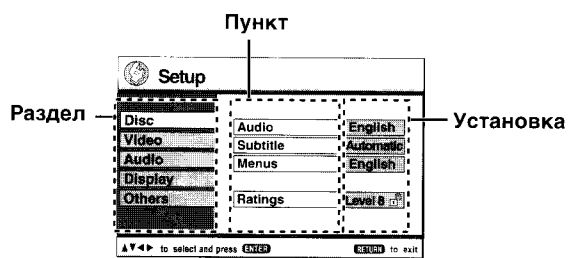 Пункт
Setup
Раздел
Установка
Disc
Video
Audio
Display
Others
Audio English
Subtitle Automatic
Menus English
Ratings Level 8
▲▼◄► to select and press ENTER
RETURN to exit